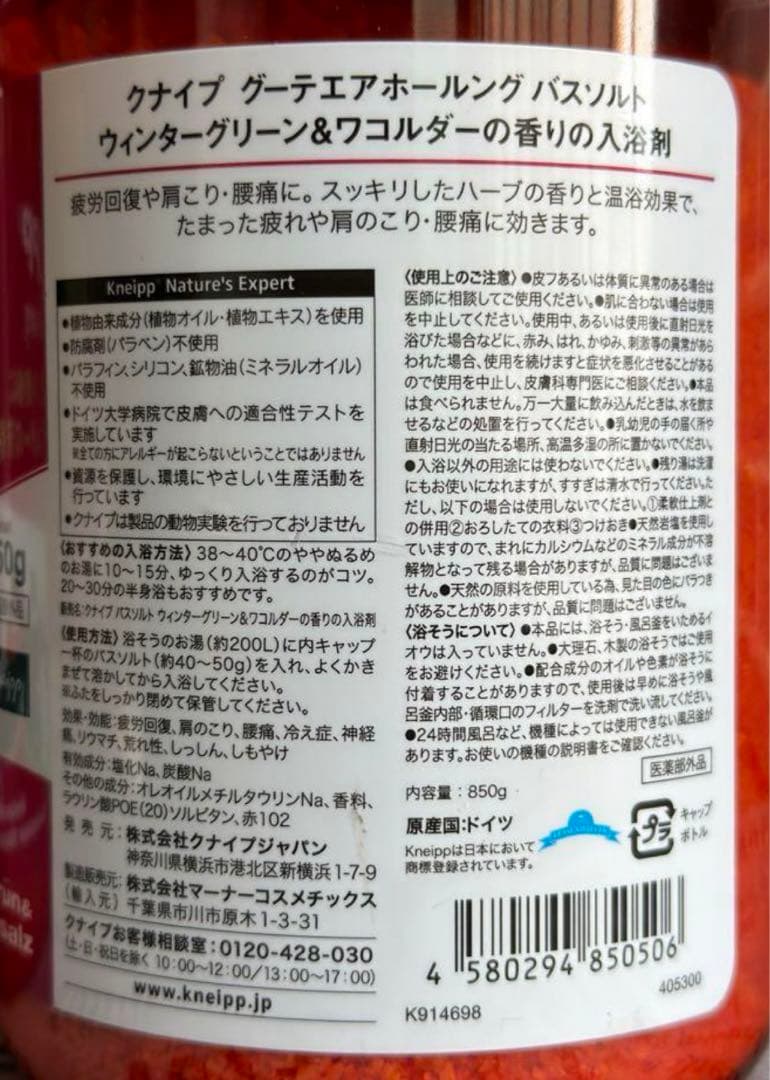 クナイプ グーテエアホールング バスソルト
ウィンターグリーン&ワコルダーの香りの入浴剤
疲労回復や肩こり・腰痛に。スッキリしたハーブの香りと温浴効果で、
たまった疲れや肩のこり・腰痛に効きます。
Kneipp Nature's Expert
●植物由来成分(植物オイル・植物エキス)を使用
●防腐剤(パラベン)不使用
●パラフィン、シリコン、鉱物油(ミネラルオイル)
不使用
●ドイツ大学病院で皮膚への適合性テストを
実施しています
※全ての方にアレルギーが起こらないということではありません
●資源を保護し、環境にやさしい生産活動を
行っています
●クナイプは製品の動物実験を行っておりません
〈おすすめの入浴方法〉38〜40℃のややぬるめ
のお湯に10〜15分、ゆっくり入浴するのがコツ。
20〜30分の半身浴もおすすめです。
販売名:クナイプ バスソルト ウィンターグリーン&ワコルダーの香りの入浴剤
〈使用方法〉浴そうのお湯(約200L)に内キャップ
一杯のバスソルト(約40〜50g)を入れ、よくかき
まぜて溶かしてから入浴してください。
※ふたをしっかり閉めて保管してください。
効果・効能:疲労回復、肩のこり、腰痛、冷え症、神経
痛、リウマチ、荒れ性、しっしん、しもやけ
有効成分:塩化Na、炭酸Na
その他の成分:オレオイルメチルタウリンNa、香料、
ラウリン酸POE(20)ソルビタン、赤102
発売元:株式会社クナイプジャパン
神奈川県横浜市港北区新横浜1-7-9
製造販売元:株式会社マーナーコスメチックス
(輸入元) 千葉県市川市原木1-3-31
クナイプお客様相談室:0120-428-030
(土・日・祝日を除く 10:00〜12:00/13:00〜17:00)
www.kneipp.jp
〈使用上のご注意〉●皮フあるいは体質に異常のある場合は
医師に相談してご使用ください。●肌に合わない場合は使用
を中止してください。使用中、あるいは使用後に直射日光を
浴びた場合などに、赤み、はれ、かゆみ、刺激等の異常があら
われた場合、使用を続けますと症状を悪化させることがある
ので使用を中止し、皮膚科専門医にご相談ください。●本品
は食べられません。万一大量に飲み込んだときは、水を飲ま
せるなどの処置を行ってください。●乳幼児の手の届く所や
直射日光の当たる場所、高温多湿の所に置かないでください。
●入浴以外の用途には使わないでください。●残り湯は洗濯
にもお使いになれますが、すすぎは清水で行ってください。た
だし、以下の場合は使用しないでください。①柔軟仕上剤と
の併用②おろしたての衣料③つけおき●天然岩塩を使用し
ていますので、まれにカルシウムなどのミネラル成分が不溶
解物となって残る場合がありますが、品質に問題はございま
せん。●天然の原料を使用している為、見た目の色にバラつき
があることがありますが、品質に問題はございません。
〈浴そうについて〉●本品には、浴そう・風呂釜をいためるイ
オウは入っていません。●大理石、木製の浴そうではご使用
をお避けください。●配合成分のオイルや色素が浴そうに
付着することがありますので、使用後は早めに浴そうや風
呂釜内部・循環口のフィルターを洗剤で洗い流してください。
●24時間風呂など、機種によっては使用できない風呂釜が
あります。お使いの機種の説明書をご確認ください。
医薬部外品
内容量:850g
原産国:ドイツ
Kneippは日本において
商標登録されています。
プラ
キャップ
ボトル
4 580294 850506
405300
K914698